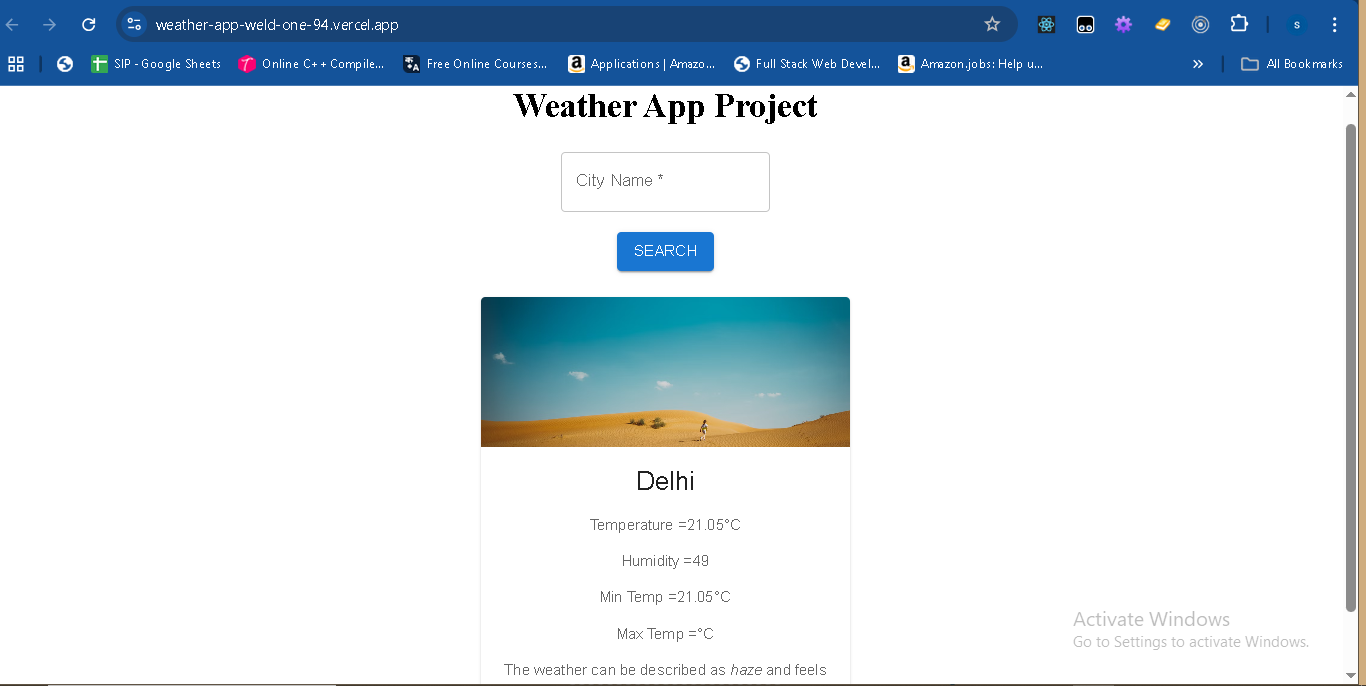 weather-app-weld-one-94.vercel.app
s
SIP - Google Sheets
Online C++ Compile...
Free Online Courses...
Applications | Amazo...
Full Stack Web Devel...
Amazon.jobs: Help u...
»
All Bookmarks
Weather App Project
City Name *
SEARCH
Delhi
Temperature =21.05°C
Humidity =49
Min Temp =21.05°C
Max Temp =°C
The weather can be described as haze and feels
Activate Windows
Go to Settings to activate Windows.